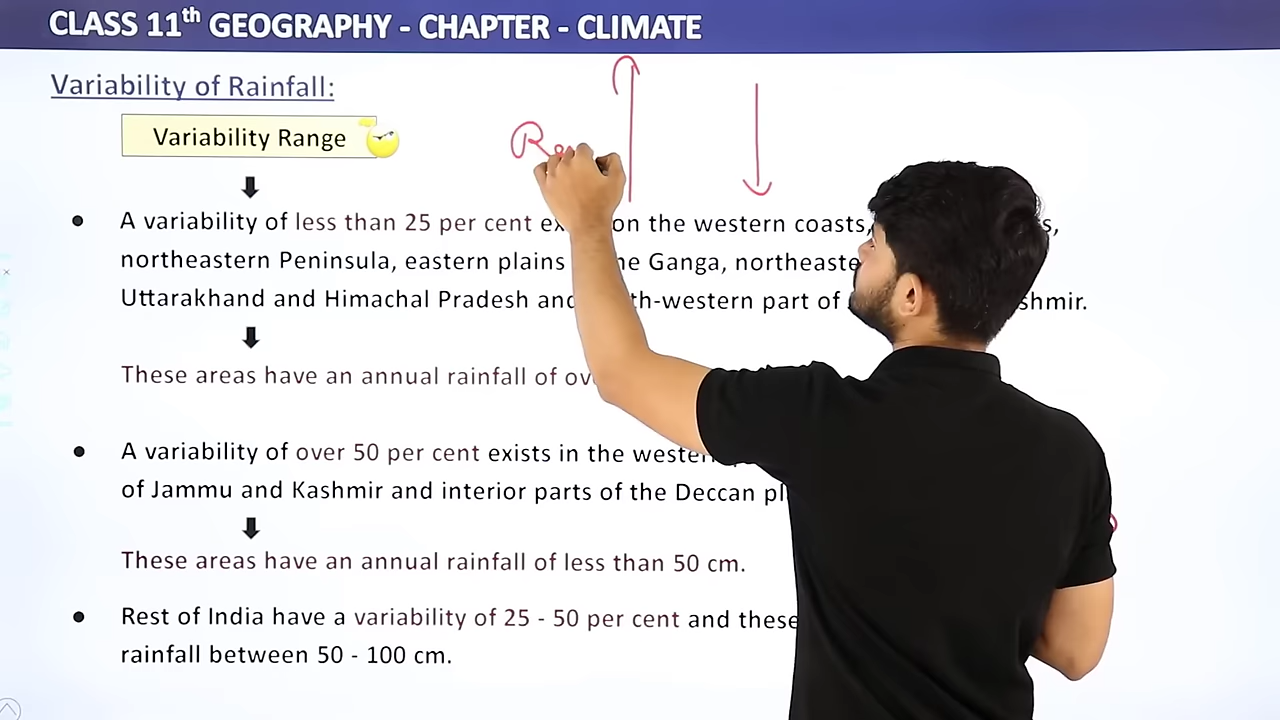 CLASS 11th GEOGRAPHY - CHAPTER - CLIMATE
Variability of Rainfall:
Variability Range
A variability of less than 25 per cent on the western coasts,
northeastern Peninsula, eastern plains Ganga,
Uttarakhand and Himachal Pradesh and part of
These areas have an annual rainfall of
A variability of over 50 per cent exists in the
of Jammu and Kashmir and interior parts of the Deccan
These areas have an annual rainfall of less than 50 cm.
Rest of India have a variability of 25 - 50 per cent and these
rainfall between 50 - 100 cm.